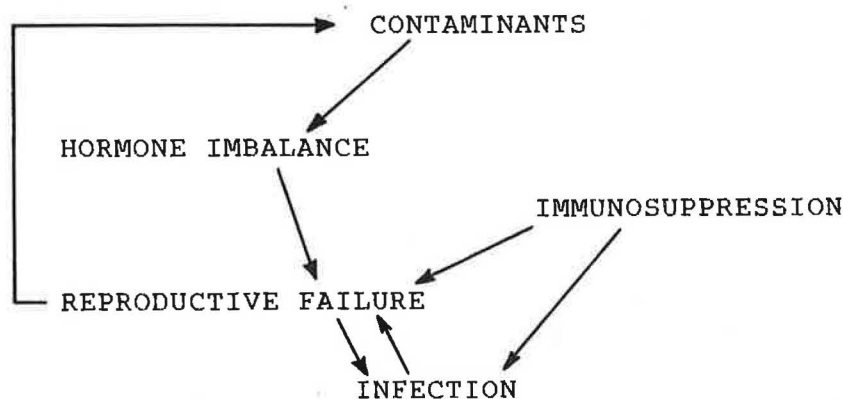 CONTAMINANTS
HORMONE IMBALANCE
IMMUNOSUPPRESSION
REPRODUCTIVE FAILURE
INFECTION